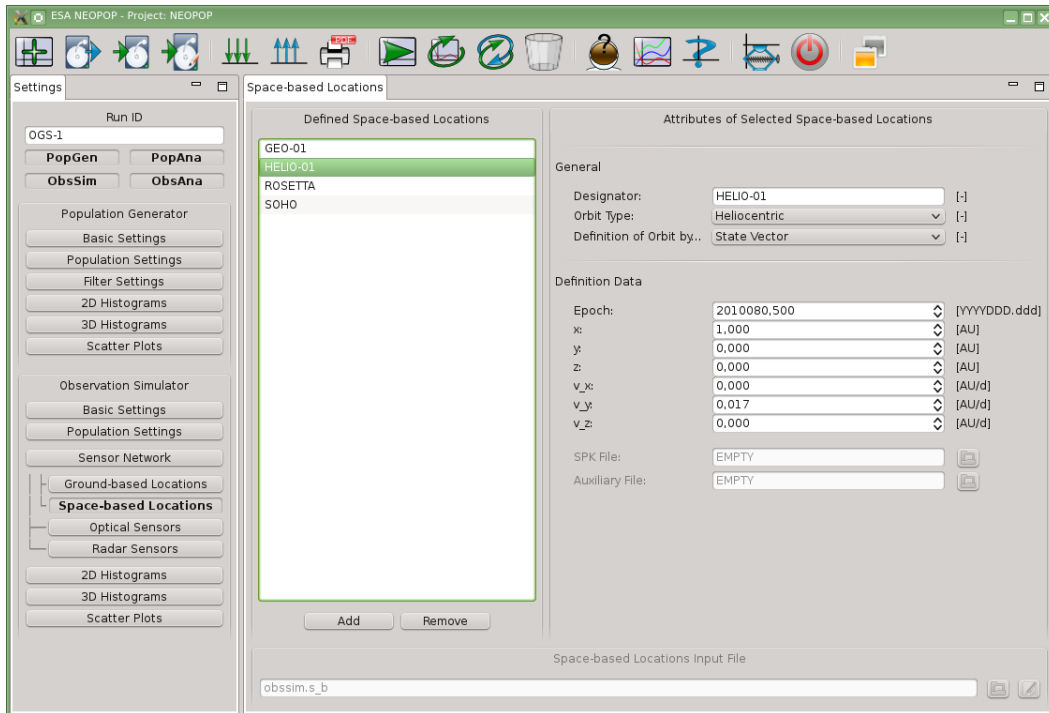 ESA NEOPOP - Project: NEOPOP
PDF
Settings
Space-based Locations
Run ID
OGS-1
PopGen PopAna
ObsSim ObsAna
Population Generator
Basic Settings
Population Settings
Filter Settings
2D Histograms
3D Histograms
Scatter Plots
Observation Simulator
Basic Settings
Population Settings
Sensor Network
Ground-based Locations
Space-based Locations
Optical Sensors
Radar Sensors
2D Histograms
3D Histograms
Scatter Plots
Defined Space-based Locations
GEO-01
HELIO-01
ROSETTA
SOHO
Add Remove
Attributes of Selected Space-based Locations
General
Designator: HELIO-01 [-]
Orbit Type: Heliocentric [-]
Definition of Orbit by... State Vector [-]
Definition Data
Epoch: 2010080,500 [YYYYDDD.ddd]
x: 1,000 [AU]
y: 0,000 [AU]
z: 0,000 [AU]
v_x: 0,000 [AU/d]
v_y: 0,017 [AU/d]
v_z: 0,000 [AU/d]
SPK File: EMPTY
Auxiliary File: EMPTY
Space-based Locations Input File
obssim.s_b